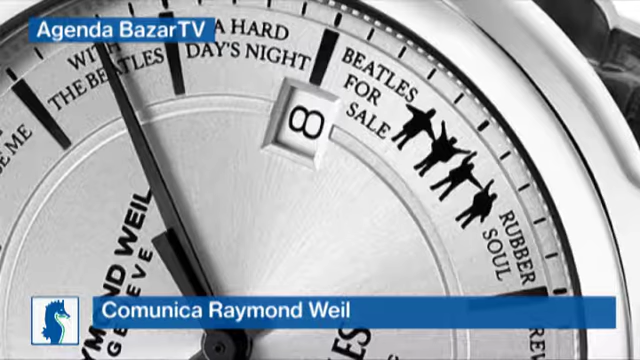 Agenda BazarTV
WITH
THE BEATLES
A HARD
DAY'S NIGHT
BEATLES
FOR
SALE
8
RUBBER
SOUL
E ME
RAYMOND WEIL
GENEVE
Comunica Raymond Weil